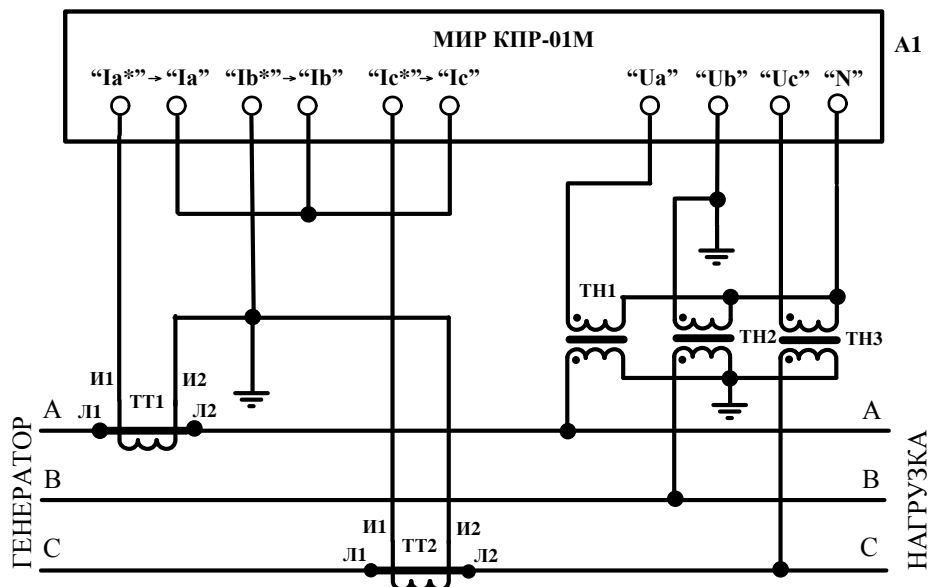 МИР КПР-01М
A1
“Ia*”→“Ia” “Ib*”→“Ib” “Ic*”→“Ic” “Ua” “Ub” “Uc” “N”
ТН1
ТН2
ТН3
И1 ТТ1 И2
A Л1 Л2 A
B B
И1 ТТ2 И2
C Л1 Л2 C
ГЕНЕРАТОР
НАГРУЗКА